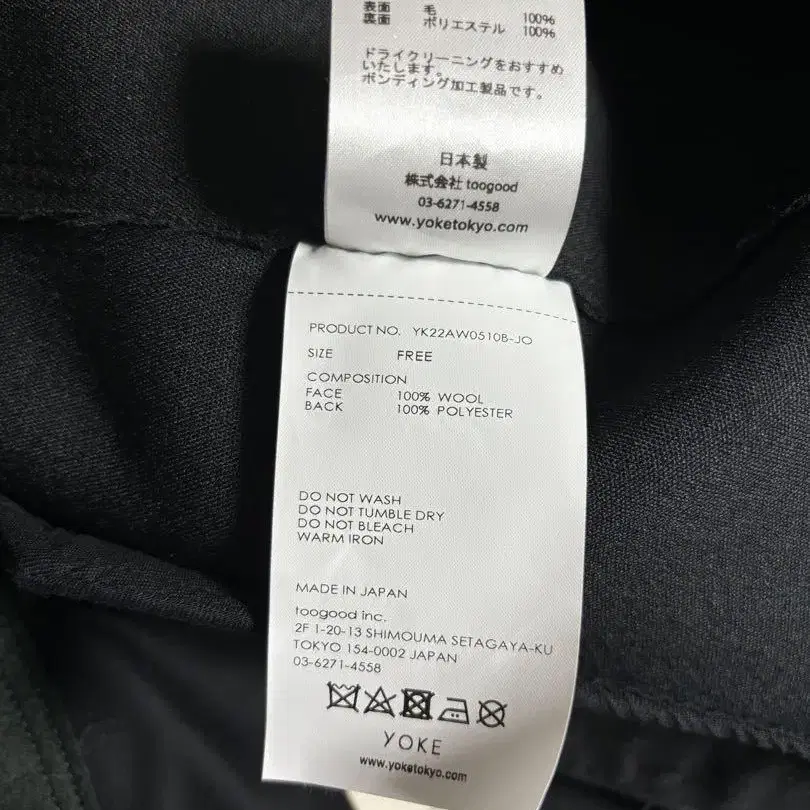 表面 毛 100%
裏面 ポリエステル 100%
ドライクリーニングをおすすめ
いたします。
ボンディング加工製品です。
日本製
株式会社 toogood
03-6271-4558
www.yoketokyo.com
PRODUCT NO. YK22AW0510B-JO
SIZE FREE
COMPOSITION
FACE 100% WOOL
BACK 100% POLYESTER
DO NOT WASH
DO NOT TUMBLE DRY
DO NOT BLEACH
WARM IRON
MADE IN JAPAN
toogood inc.
2F 1-20-13 SHIMOUMA SETAGAYA-KU
TOKYO 154-0002 JAPAN
03-6271-4558
YOKE
www.yoketokyo.com